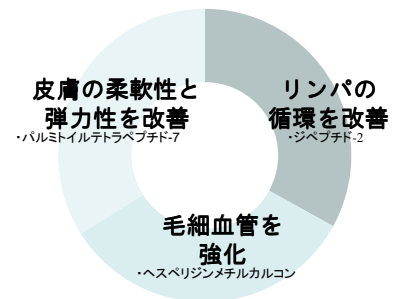 皮膚の柔軟性と
弾力性を改善
・パルミトイルテトラペプチド-7
リンパの
循環を改善
・ジペプチド-2
毛細血管を
強化
・ヘスペリジンメチルカルコン